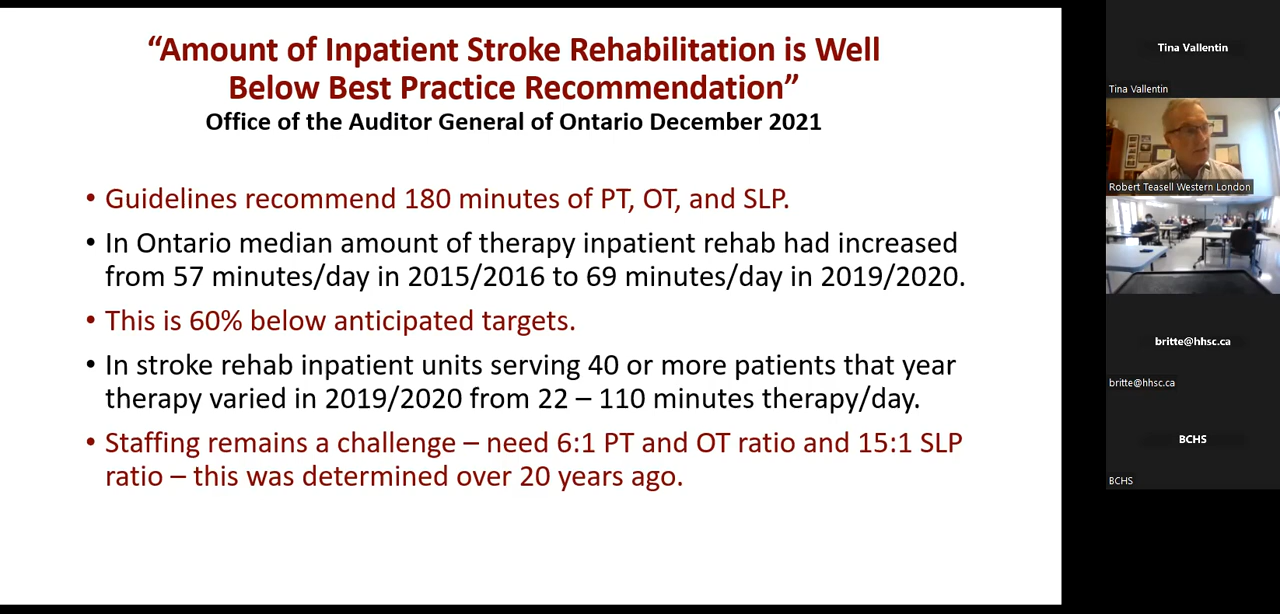 “Amount of Inpatient Stroke Rehabilitation is Well
Below Best Practice Recommendation”
Office of the Auditor General of Ontario December 2021
• Guidelines recommend 180 minutes of PT, OT, and SLP.
• In Ontario median amount of therapy inpatient rehab had increased
from 57 minutes/day in 2015/2016 to 69 minutes/day in 2019/2020.
• This is 60% below anticipated targets.
• In stroke rehab inpatient units serving 40 or more patients that year
therapy varied in 2019/2020 from 22 – 110 minutes therapy/day.
• Staffing remains a challenge – need 6:1 PT and OT ratio and 15:1 SLP
ratio – this was determined over 20 years ago.
Tina Vallentin
Tina Vallentin
Robert Teasell Western London
britte@hhsc.ca
britte@hhsc.ca
BCHS
BCHS